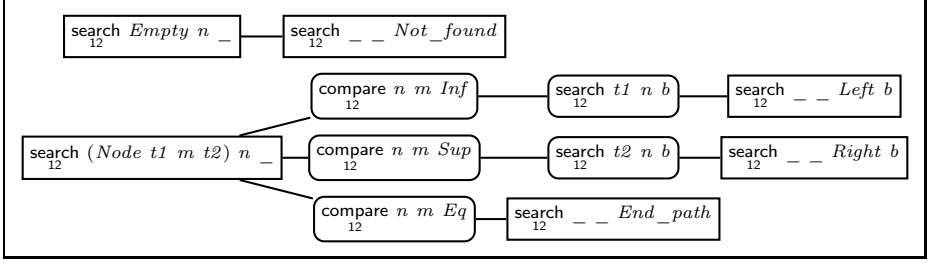 search Empty n _ search _ _ Not_found
12 12
compare n m Inf search t1 n b search _ _ Left b
12 12 12
search (Node t1 m t2) n _ compare n m Sup search t2 n b search _ _ Right b
12 12 12 12
compare n m Eq search _ _ End_path
12 12